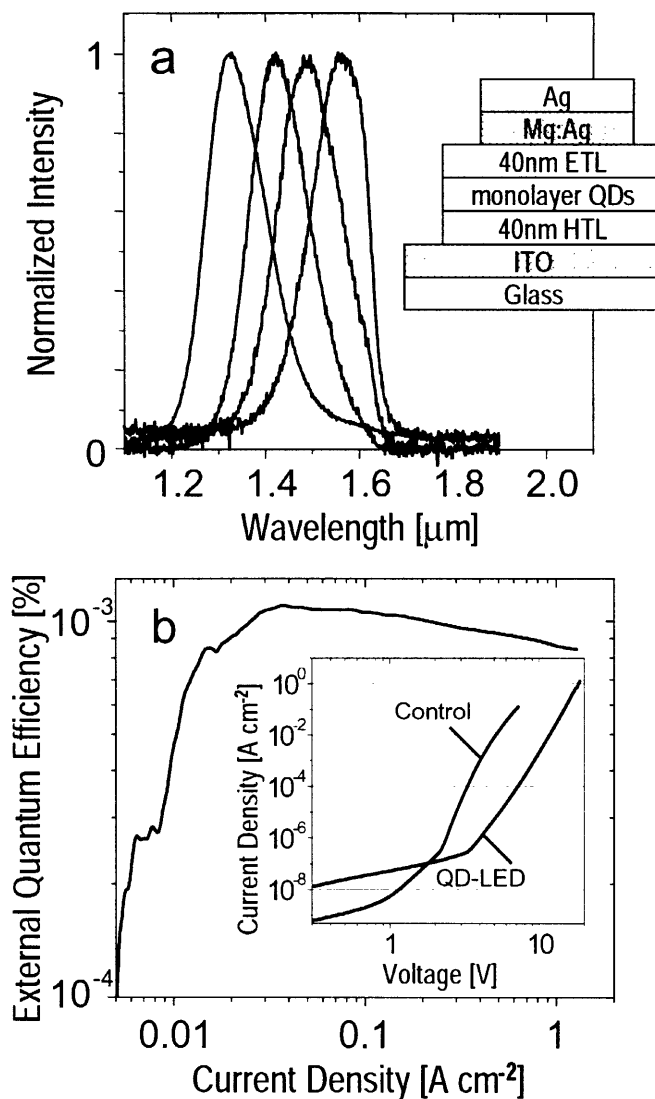 a
1
0
Normalized Intensity
1.2 1.4 1.6 1.8 2.0
Wavelength [μm]
Ag
Mg:Ag
40nm ETL
monolayer QDs
40nm HTL
ITO
Glass
b
10⁻³
10⁻⁴
External Quantum Efficiency [%]
0.01 0.1 1
Current Density [A cm⁻²]
Control
QD-LED
10⁰
10⁻²
10⁻⁴
10⁻⁶
10⁻⁸
Current Density [A cm⁻²]
1 10
Voltage [V]